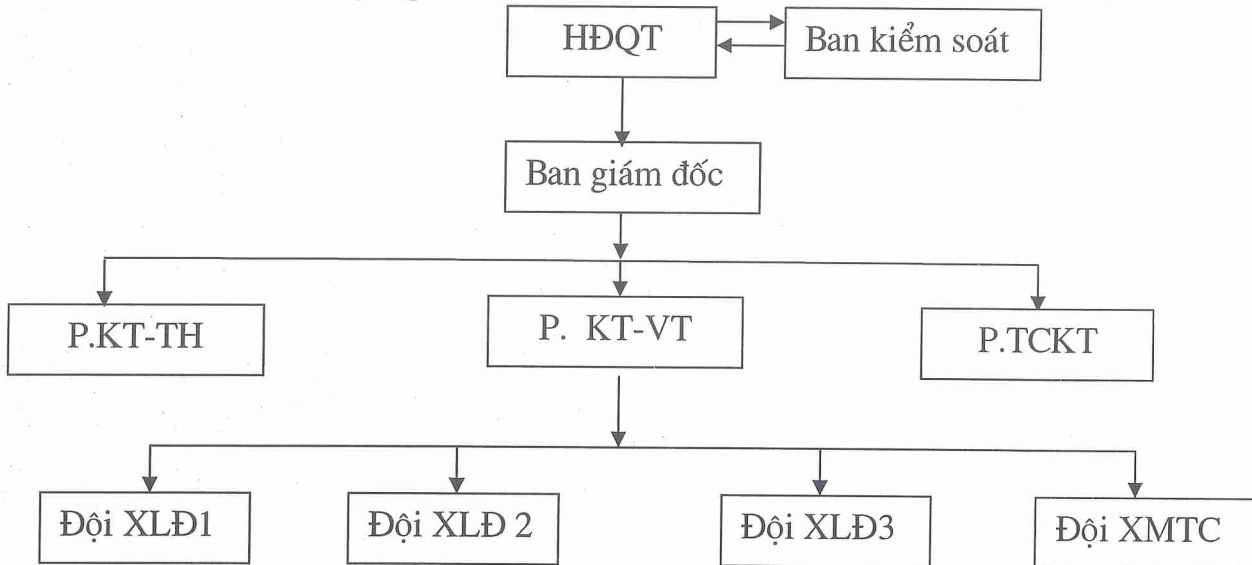 HĐQT
Ban kiểm soát
Ban giám đốc
P.KT-TH
P. KT-VT
P.TCKT
Đội XLĐ1
Đội XLĐ 2
Đội XLĐ3
Đội XMTC